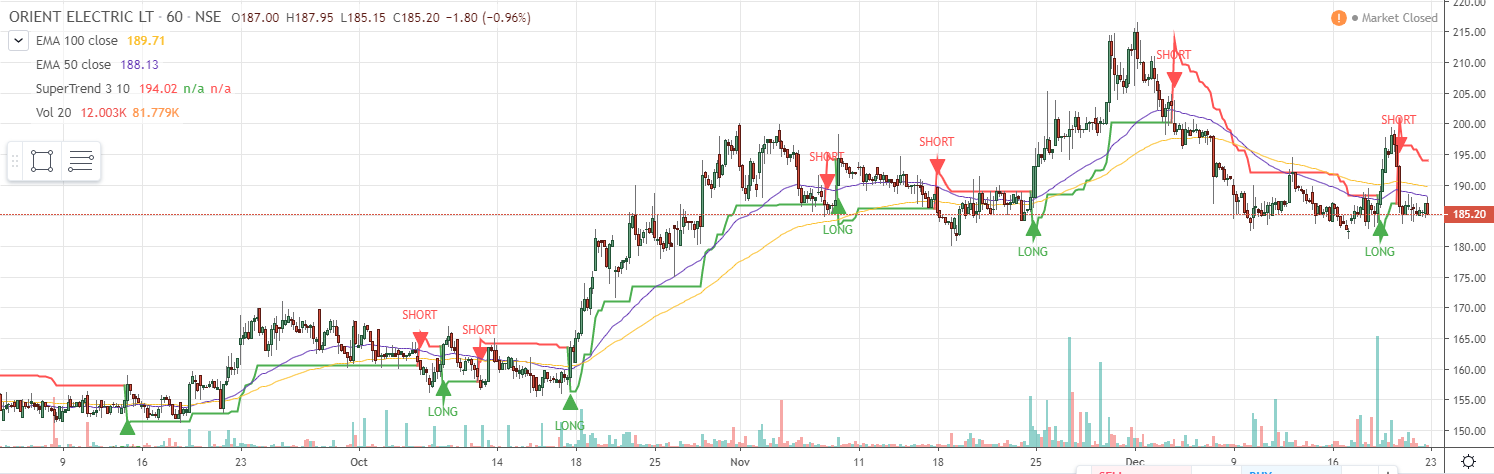 ORIENT ELECTRIC LT · 60 · NSE O187.00 H187.95 L185.15 C185.20 −1.80 (−0.96%)
Market Closed
EMA 100 close 189.71
EMA 50 close 188.13
SuperTrend 3 10 194.02 n/a n/a
Vol 20 12.003K 81.779K
220.00
215.00
210.00
205.00
200.00
195.00
190.00
185.20
180.00
175.00
170.00
165.00
160.00
155.00
150.00
SHORT
SHORT
SHORT
SHORT
SHORT
SHORT
LONG
LONG
LONG
LONG
LONG
9 16 23 Oct 14 18 25 Nov 11 18 25 Dec 9 16 23
SELL BUY